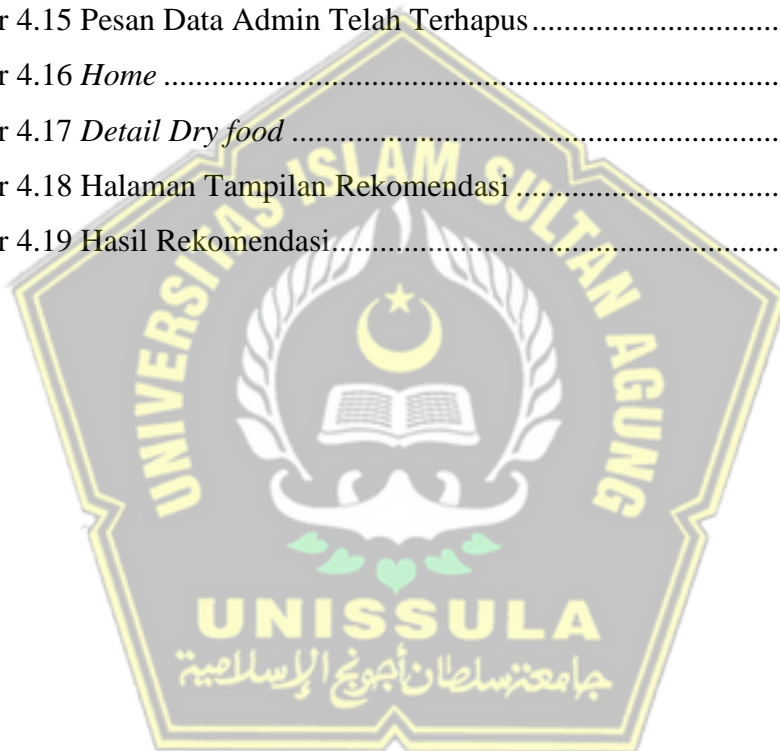 r 4.15 Pesan Data Admin Telah Terhapus.......................................
r 4.16 Home...........................................................................................
r 4.17 Detail Dry food........................................................................
r 4.18 Halaman Tampilan Rekomendasi.......................................
r 4.19 Hasil Rekomendasi..................................................................
UNIVERSITAS ISLAM SULTAN AGUNG
UNISSULA
جامعة سلطان أجونج الإسلامية